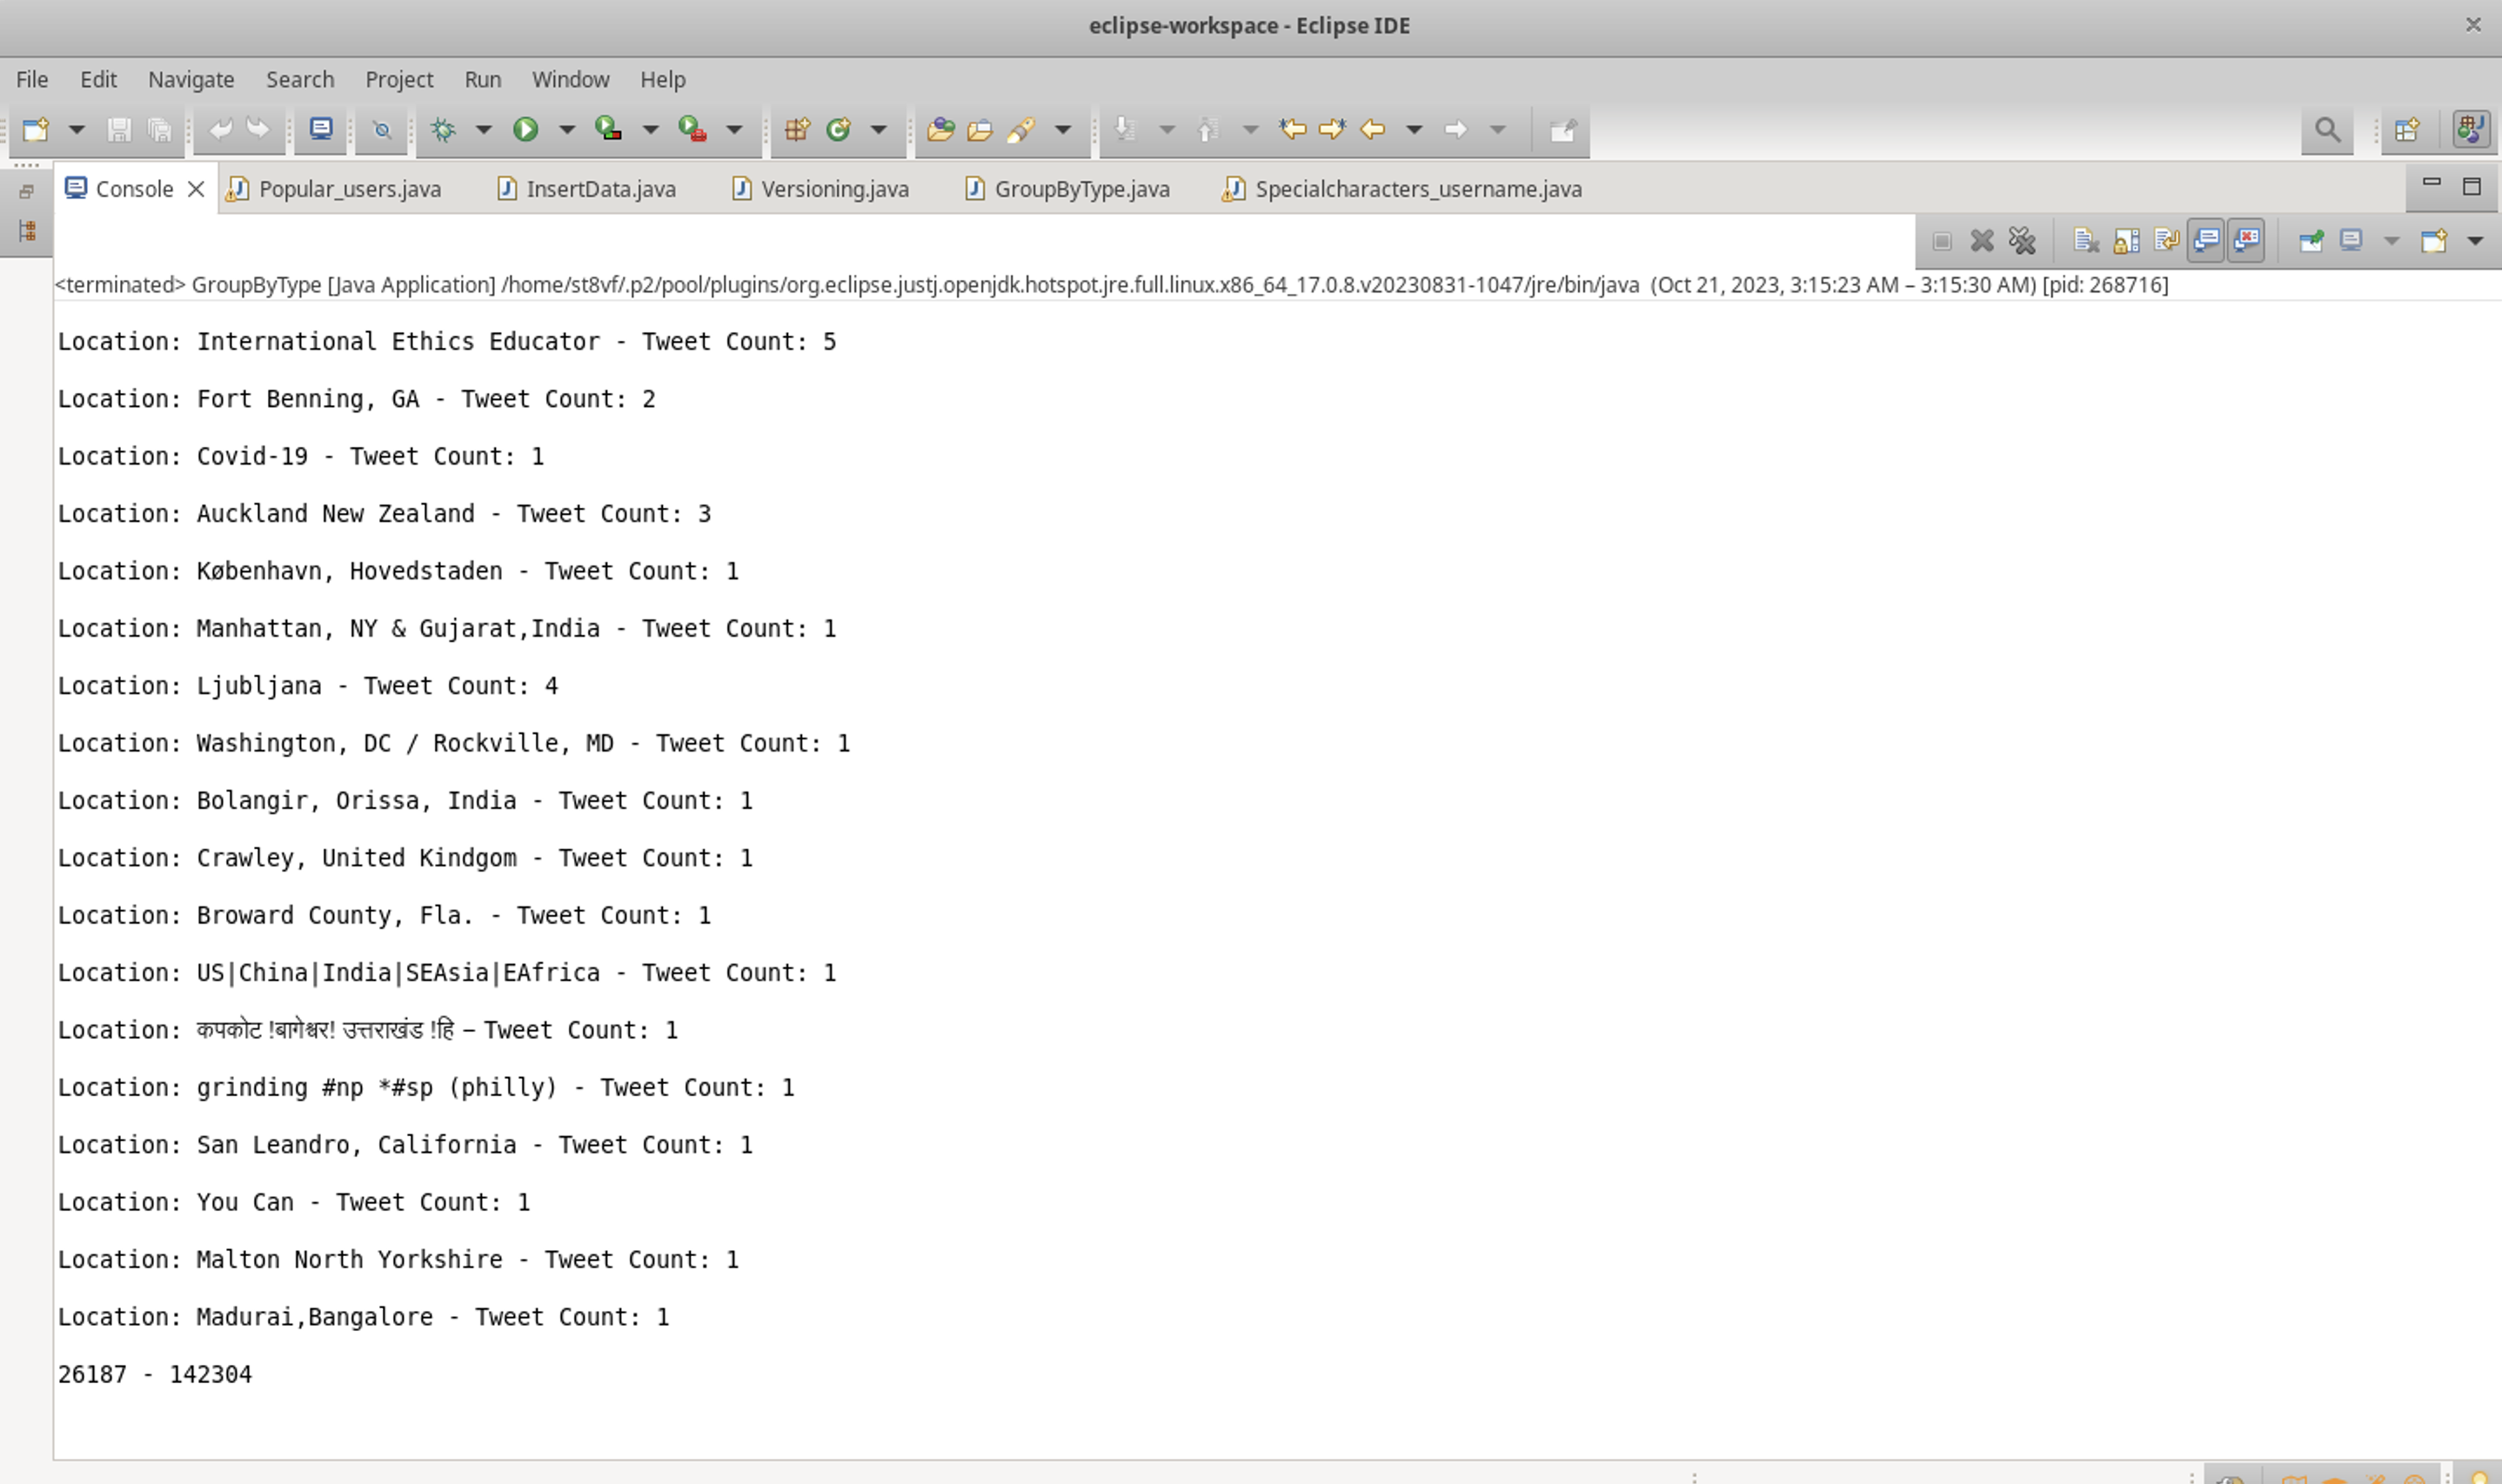 eclipse-workspace - Eclipse IDE
File Edit Navigate Search Project Run Window Help
Console Popular_users.java InsertData.java Versioning.java GroupByType.java Specialcharacters_username.java
<terminated> GroupByType [Java Application] /home/st8vf/.p2/pool/plugins/org.eclipse.justj.openjdk.hotspot.jre.full.linux.x86_64_17.0.8.v20230831-1047/jre/bin/java (Oct 21, 2023, 3:15:23 AM – 3:15:30 AM) [pid: 268716]
Location: International Ethics Educator - Tweet Count: 5
Location: Fort Benning, GA - Tweet Count: 2
Location: Covid-19 - Tweet Count: 1
Location: Auckland New Zealand - Tweet Count: 3
Location: København, Hovedstaden - Tweet Count: 1
Location: Manhattan, NY & Gujarat,India - Tweet Count: 1
Location: Ljubljana - Tweet Count: 4
Location: Washington, DC / Rockville, MD - Tweet Count: 1
Location: Bolangir, Orissa, India - Tweet Count: 1
Location: Crawley, United Kindgom - Tweet Count: 1
Location: Broward County, Fla. - Tweet Count: 1
Location: US|China|India|SEAsia|EAfrica - Tweet Count: 1
Location: कपकोट !बागेश्वर! उत्तराखंड !हि – Tweet Count: 1
Location: grinding #np *#sp (philly) - Tweet Count: 1
Location: San Leandro, California - Tweet Count: 1
Location: You Can - Tweet Count: 1
Location: Malton North Yorkshire - Tweet Count: 1
Location: Madurai,Bangalore - Tweet Count: 1
26187 - 142304